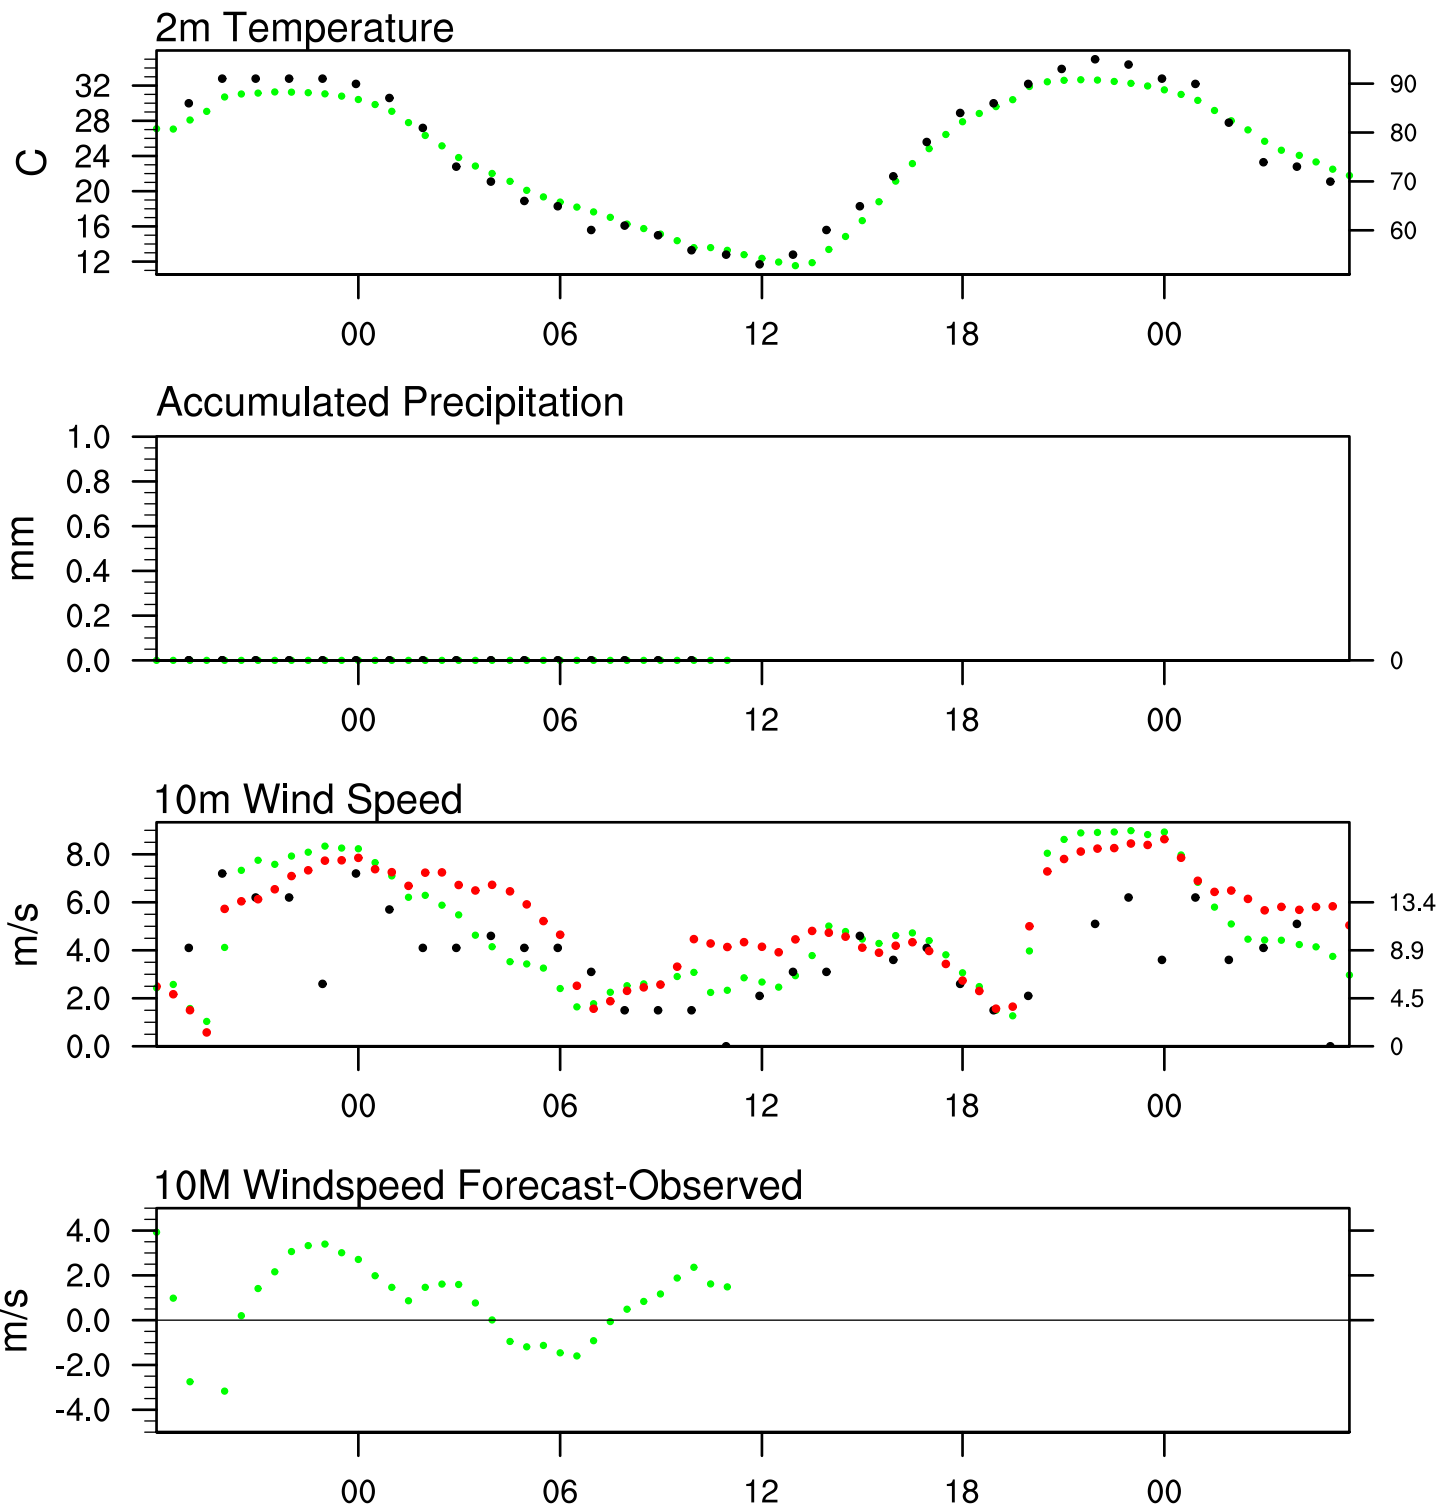 2m Temperature
C
32
28
24
20
16
12
90
80
70
60
00 06 12 18 00
Accumulated Precipitation
mm
1.0
0.8
0.6
0.4
0.2
0.0
0
00 06 12 18 00
10m Wind Speed
m/s
8.0
6.0
4.0
2.0
0.0
13.4
8.9
4.5
0
00 06 12 18 00
10M Windspeed Forecast-Observed
m/s
4.0
2.0
0.0
-2.0
-4.0
00 06 12 18 00